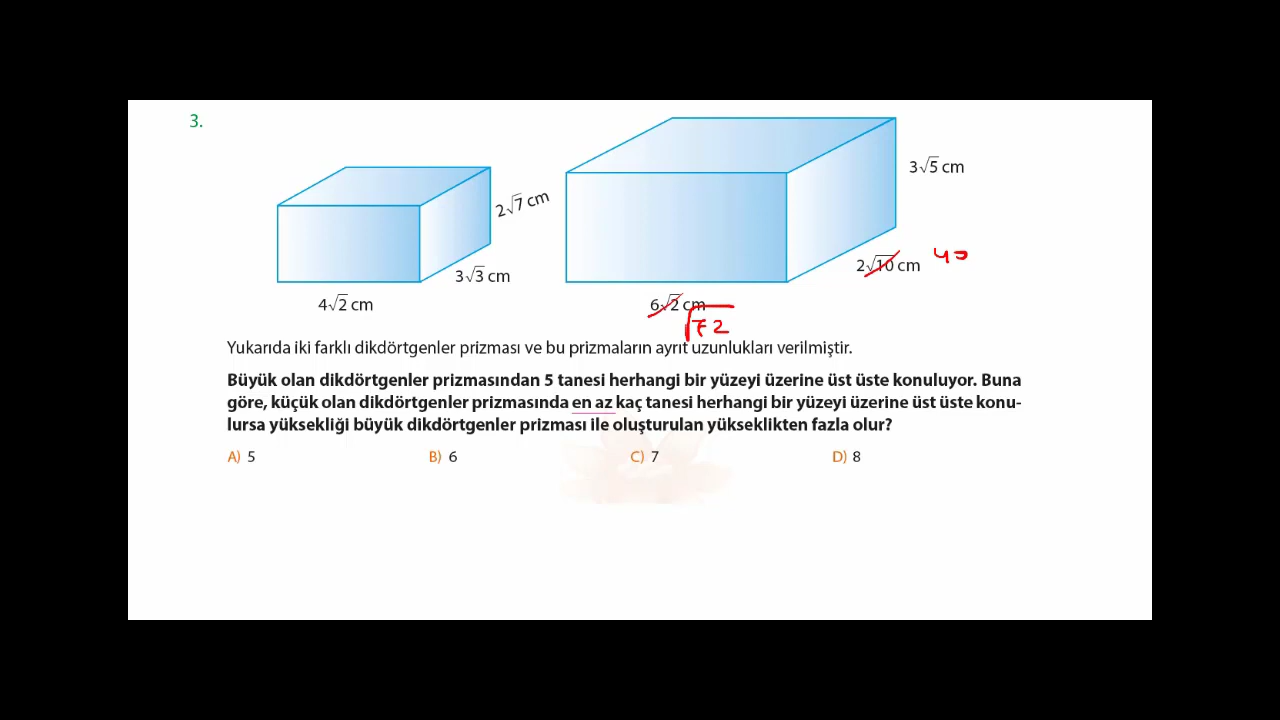 3.
2√7 cm
3√3 cm
4√2 cm
3√5 cm
2√10 cm 40
6√2 cm
√72
Yukarıda iki farklı dikdörtgenler prizması ve bu prizmaların ayrıt uzunlukları verilmiştir.
Büyük olan dikdörtgenler prizmasından 5 tanesi herhangi bir yüzeyi üzerine üst üste konuluyor. Buna
göre, küçük olan dikdörtgenler prizmasında en az kaç tanesi herhangi bir yüzeyi üzerine üst üste konu-
lursa yüksekliği büyük dikdörtgenler prizması ile oluşturulan yükseklikten fazla olur?
A) 5 B) 6 C) 7 D) 8